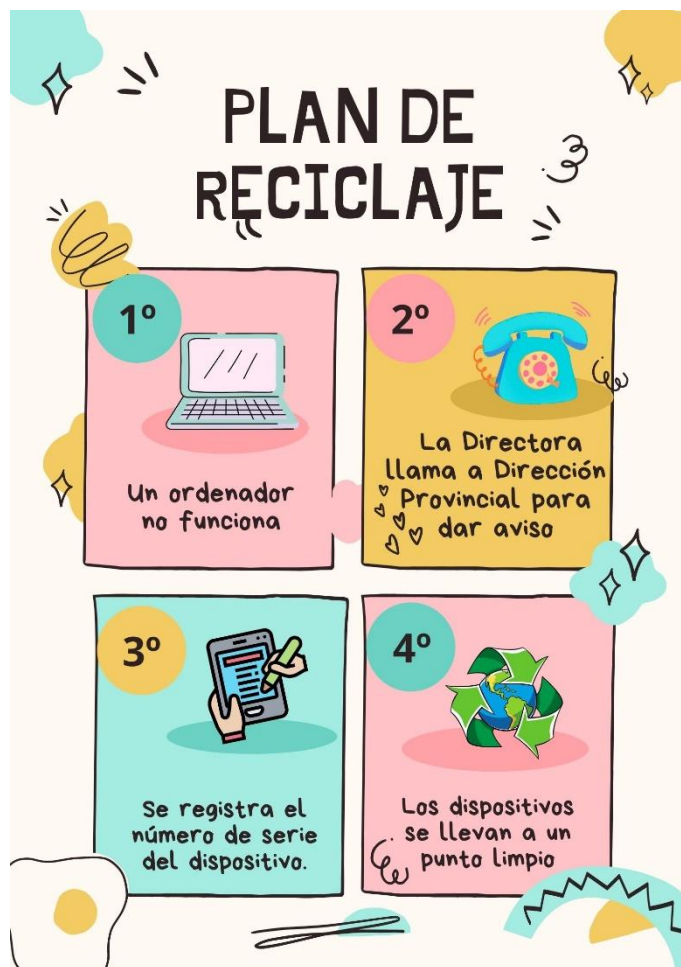 PLAN DE
RECICLAJE
1º
Un ordenador
no funciona
2º
La Directora
llama a Dirección
Provincial para
dar aviso
3º
Se registra el
número de serie
del dispositivo.
4º
Los dispositivos
se llevan a un
punto limpio